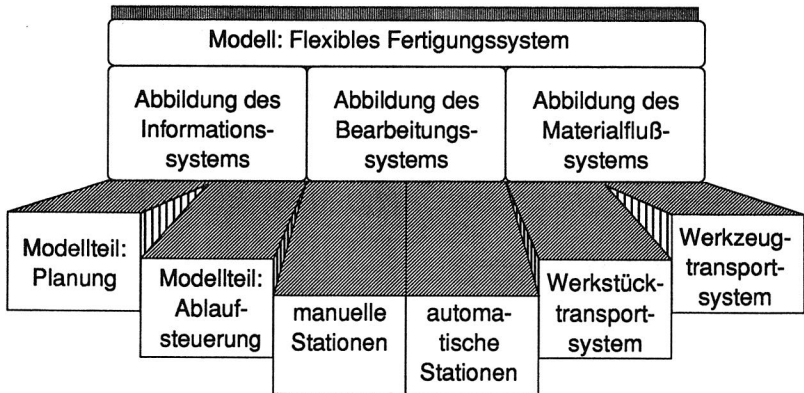 Modell: Flexibles Fertigungssystem
Abbildung des
Informations-
systems
Abbildung des
Bearbeitungs-
systems
Abbildung des
Materialfluß-
systems
Modellteil:
Planung
Modellteil:
Ablauf-
steuerung
manuelle
Stationen
automa-
tische
Stationen
Werkstück-
transport-
system
Werkzeug-
transport-
system